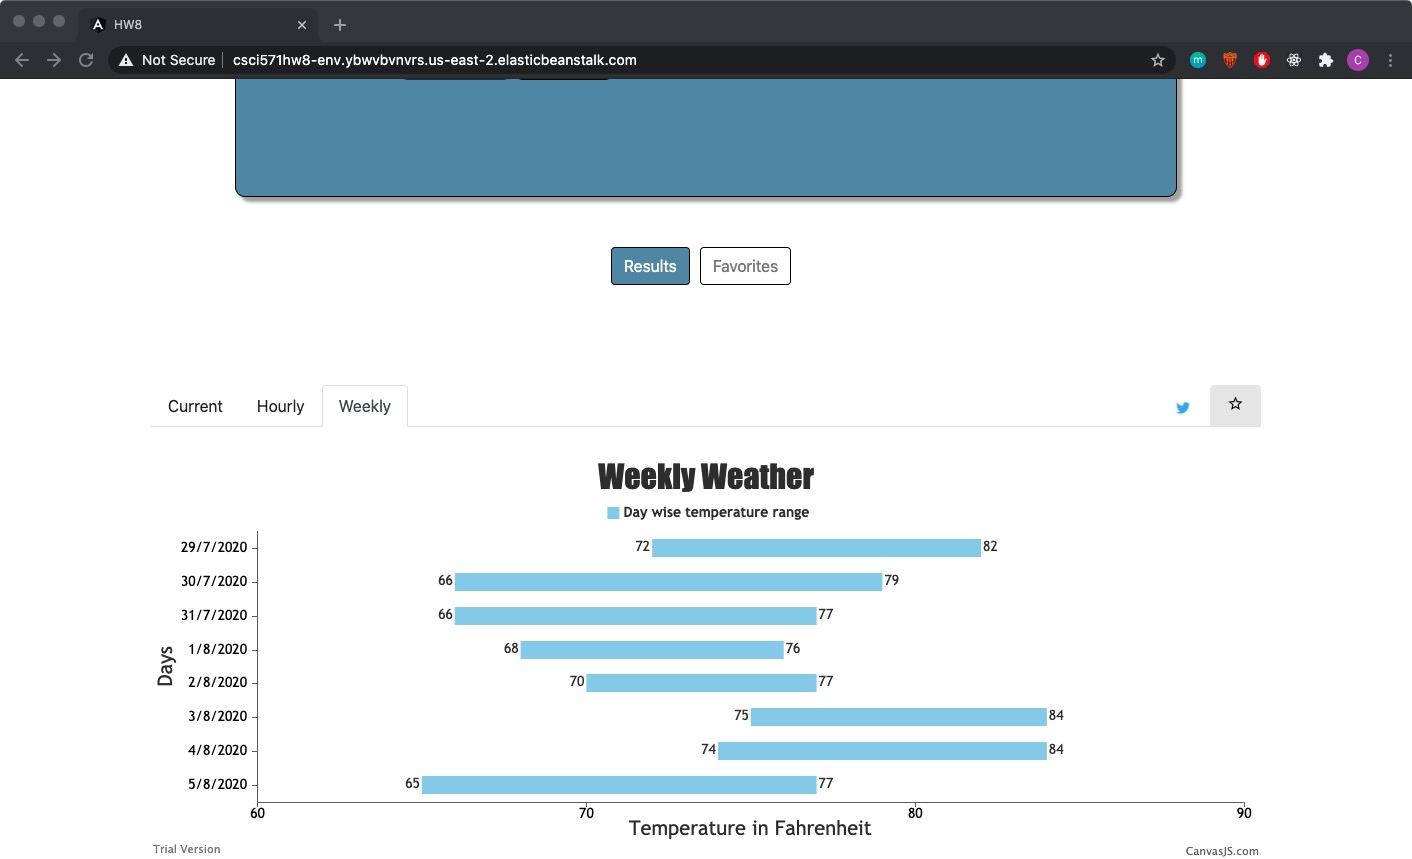 HW8
Not Secure csci571hw8-env.ybwvbvnvrs.us-east-2.elasticbeanstalk.com
m
C
Results Favorites
Current Hourly Weekly
Weekly Weather
Day wise temperature range
29/7/2020 72 82
30/7/2020 66 79
31/7/2020 66 77
1/8/2020 68 76
2/8/2020 70 77
3/8/2020 75 84
4/8/2020 74 84
5/8/2020 65 77
Days
60 70 80 90
Temperature in Fahrenheit
Trial Version CanvasJS.com